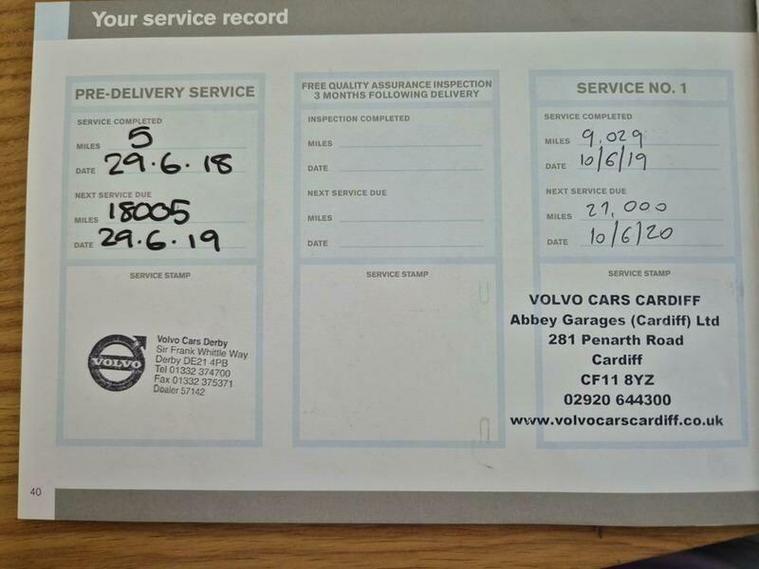 Your service record
PRE-DELIVERY SERVICE
SERVICE COMPLETED
MILES 5
DATE 29.6.18
NEXT SERVICE DUE
MILES 18005
DATE 29.6.19
SERVICE STAMP
VOLVO
Volvo Cars Derby
Sir Frank Whittle Way
Derby DE21 4PB
Tel 01332 374700
Fax 01332 375371
Dealer 57142
FREE QUALITY ASSURANCE INSPECTION
3 MONTHS FOLLOWING DELIVERY
INSPECTION COMPLETED
MILES
DATE
NEXT SERVICE DUE
MILES
DATE
SERVICE STAMP
SERVICE NO. 1
SERVICE COMPLETED
MILES 9,029
DATE 10/6/19
NEXT SERVICE DUE
MILES 27,000
DATE 10/6/20
SERVICE STAMP
VOLVO CARS CARDIFF
Abbey Garages (Cardiff) Ltd
281 Penarth Road
Cardiff
CF11 8YZ
02920 644300
www.volvocarscardiff.co.uk
40